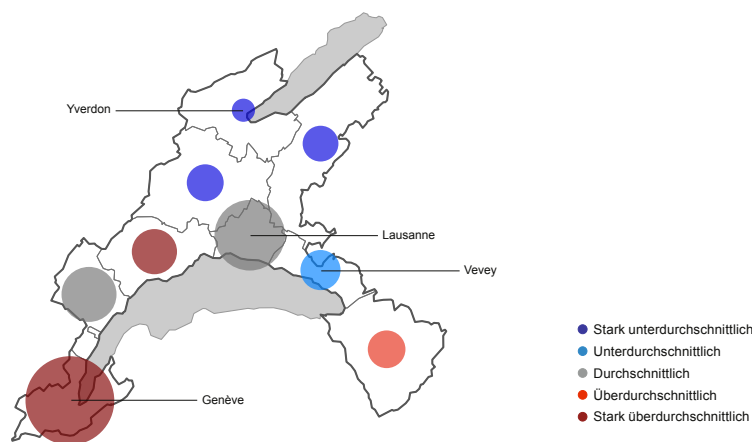 Yverdon
Lausanne
Vevey
Genève
Stark unterdurchschnittlich
Unterdurchschnittlich
Durchschnittlich
Überdurchschnittlich
Stark überdurchschnittlich